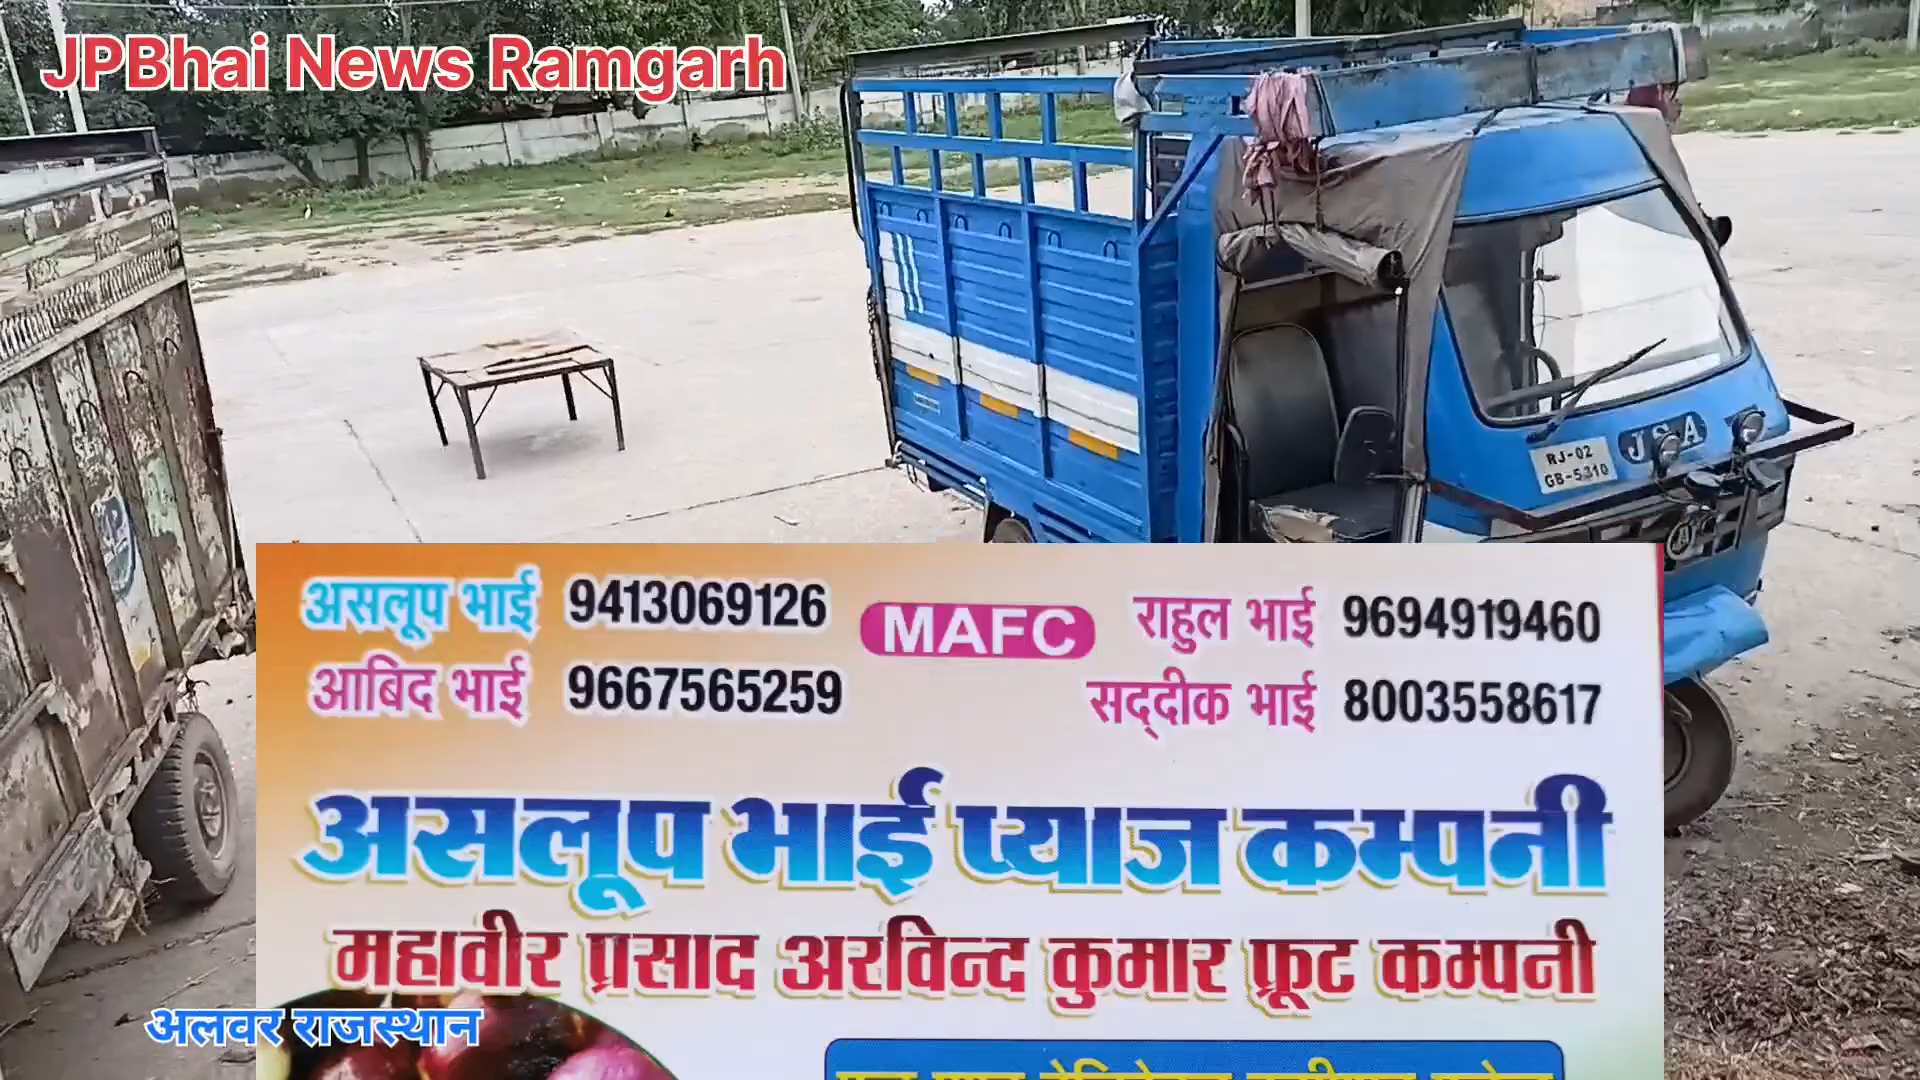 JPBhai News Ramgarh
JSA
RJ-02
GB-5310
असलूप भाई 9413069126
MAFC
राहुल भाई 9694919460
आबिद भाई 9667565259
सद्दीक भाई 8003558617
असलूप भाई प्याज कम्पनी
महावीर प्रसाद अरविन्द कुमार फ्रूट कम्पनी
अलवर राजस्थान